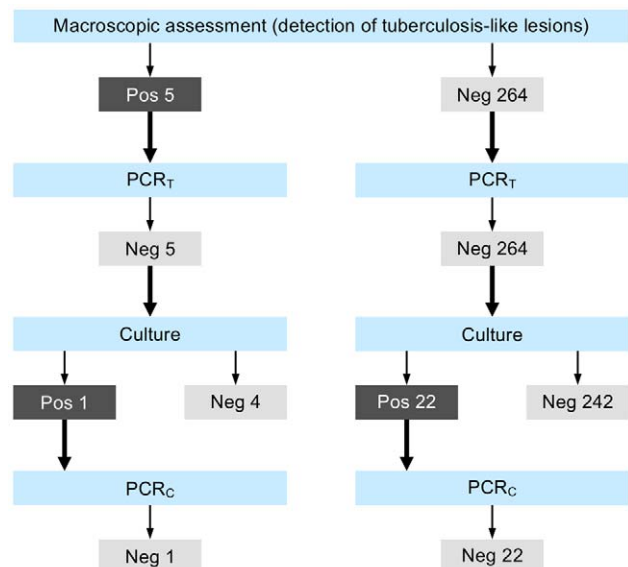 Macroscopic assessment (detection of tuberculosis-like lesions)
Pos 5
Neg 264
PCRT
PCRT
Neg 5
Neg 264
Culture
Culture
Pos 1
Neg 4
Pos 22
Neg 242
PCRC
PCRC
Neg 1
Neg 22